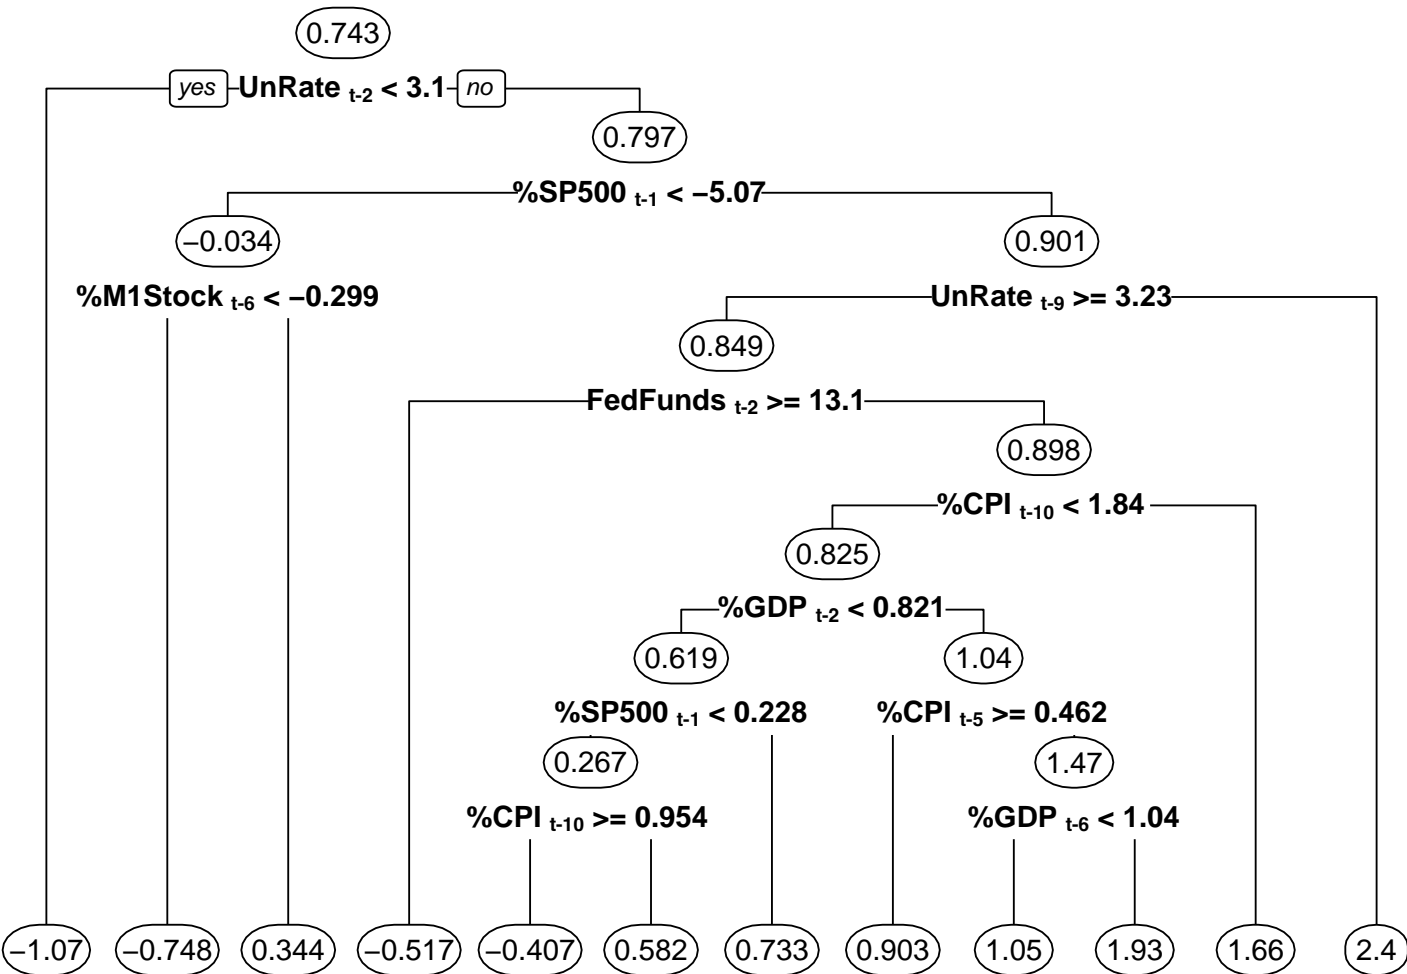 0.743
yes UnRate t-2 < 3.1 no
0.797
%SP500 t-1 < −5.07
−0.034 0.901
%M1Stock t-6 < −0.299 UnRate t-9 >= 3.23
0.849
FedFunds t-2 >= 13.1
0.898
%CPI t-10 < 1.84
0.825
%GDP t-2 < 0.821
0.619 1.04
%SP500 t-1 < 0.228 %CPI t-5 >= 0.462
0.267 1.47
%CPI t-10 >= 0.954 %GDP t-6 < 1.04
−1.07 −0.748 0.344 −0.517 −0.407 0.582 0.733 0.903 1.05 1.93 1.66 2.4